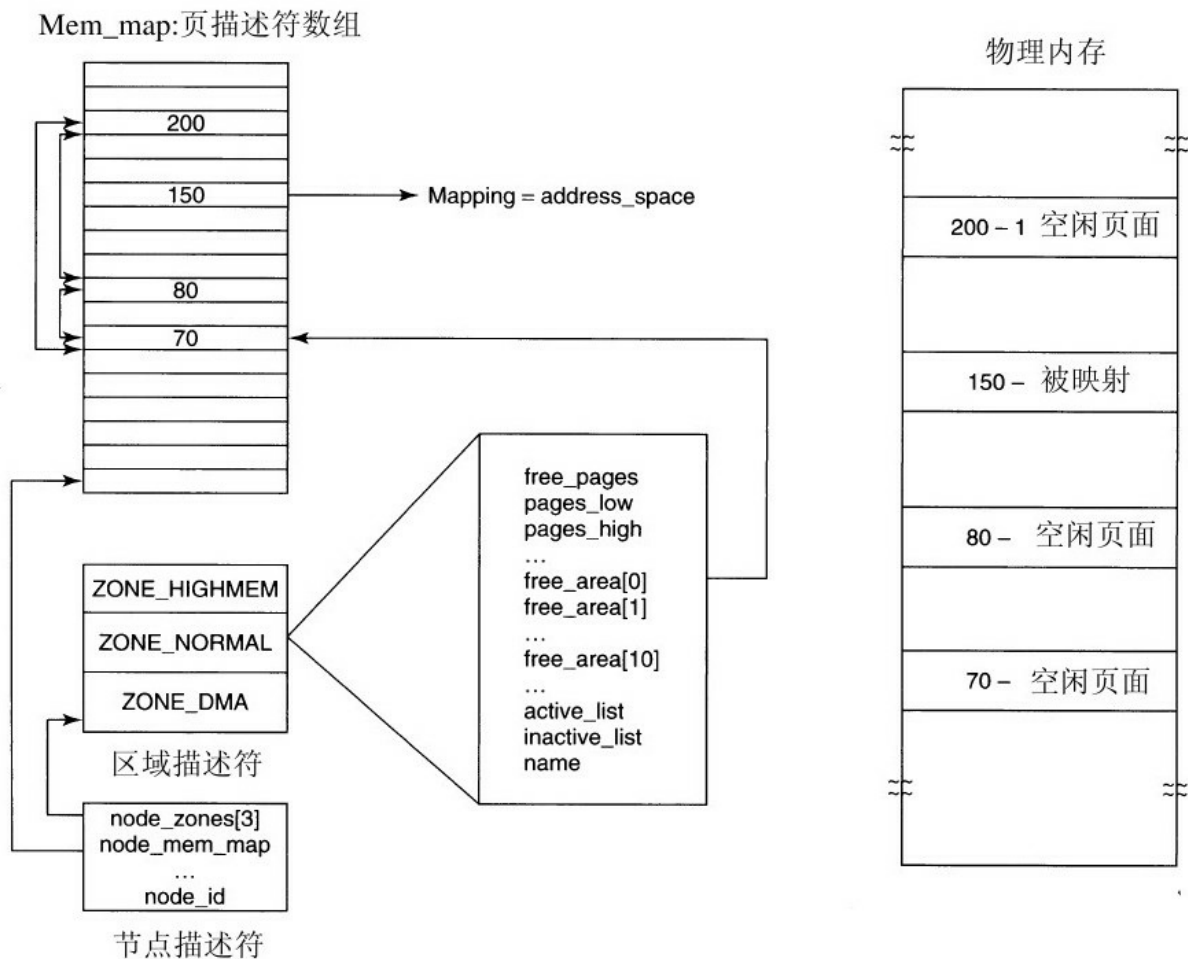 Mem_map:页描述符数组
200
150
Mapping = address_space
80
70
free_pages
pages_low
pages_high
…
free_area[0]
free_area[1]
…
free_area[10]
…
active_list
inactive_list
name
ZONE_HIGHMEM
ZONE_NORMAL
ZONE_DMA
区域描述符
node_zones[3]
node_mem_map
…
node_id
节点描述符
物理内存
200 – 1 空闲页面
150 – 被映射
80 – 空闲页面
70 – 空闲页面